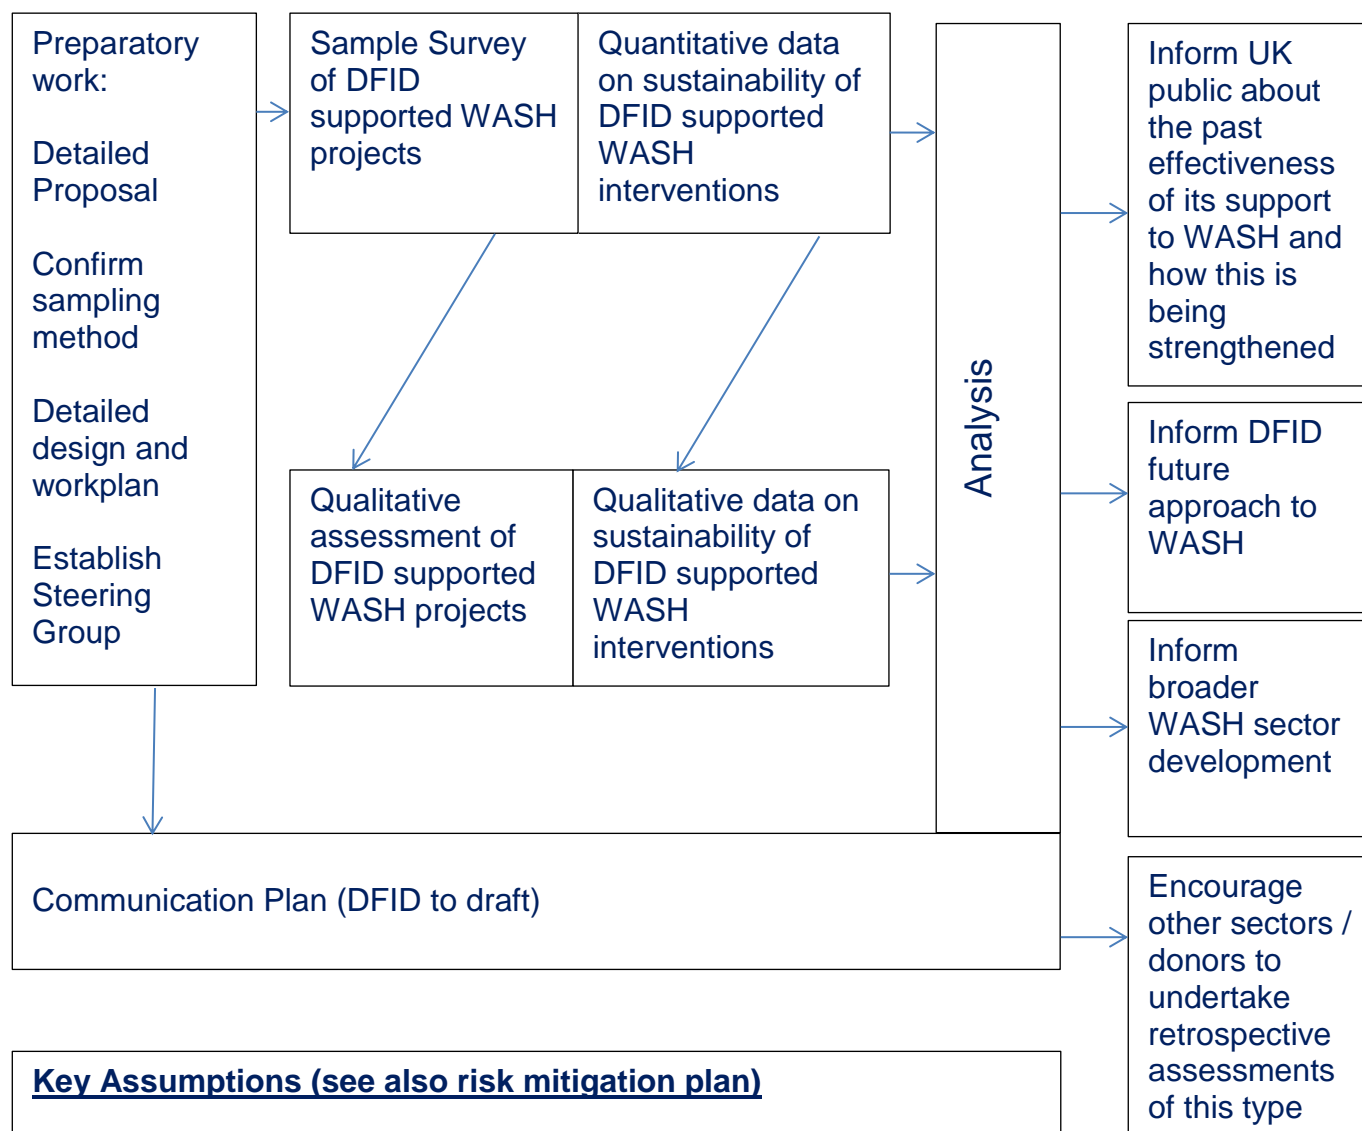 Preparatory
work:
Detailed
Proposal
Confirm
sampling
method
Detailed
design and
workplan
Establish
Steering
Group
Sample Survey
of DFID
supported WASH
projects
Quantitative data
on sustainability of
DFID supported
WASH
interventions
Qualitative
assessment of
DFID supported
WASH projects
Qualitative data on
sustainability of
DFID supported
WASH
interventions
Analysis
Inform UK
public about
the past
effectiveness
of its support
to WASH and
how this is
being
strengthened
Inform DFID
future
approach to
WASH
Inform
broader
WASH sector
development
Encourage
other sectors /
donors to
undertake
retrospective
assessments
of this type
Communication Plan (DFID to draft)
Key Assumptions (see also risk mitigation plan)